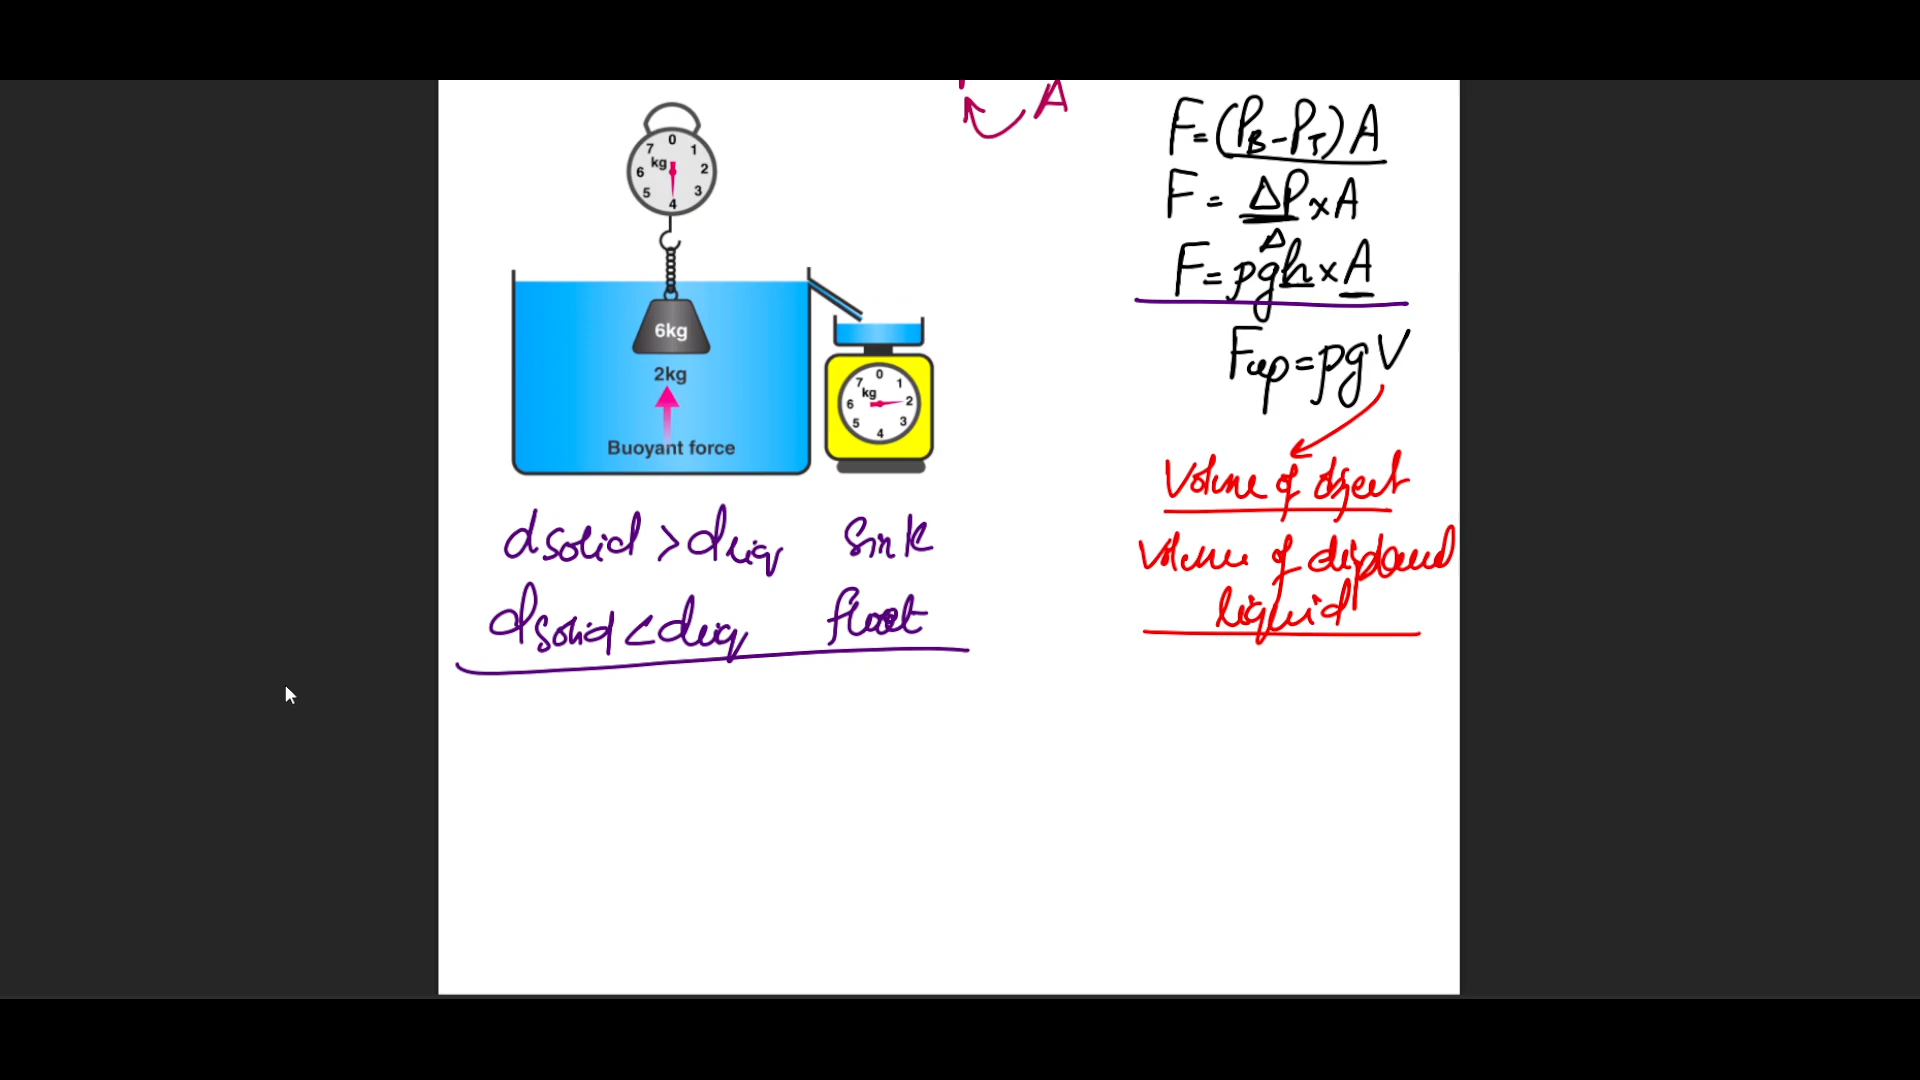 A
0
7 1
kg
6 2
5 3
4
6kg
2kg
Buoyant force
0
7 1
kg
6 2
5 3
4
dsolid > dliq sink
dsolid < dliq float
F = (PB - PT) A
F = ΔP x A
Δ
F = ρgh x A
Fup = ρgV
Volume of object
Volume of displaced
liquid